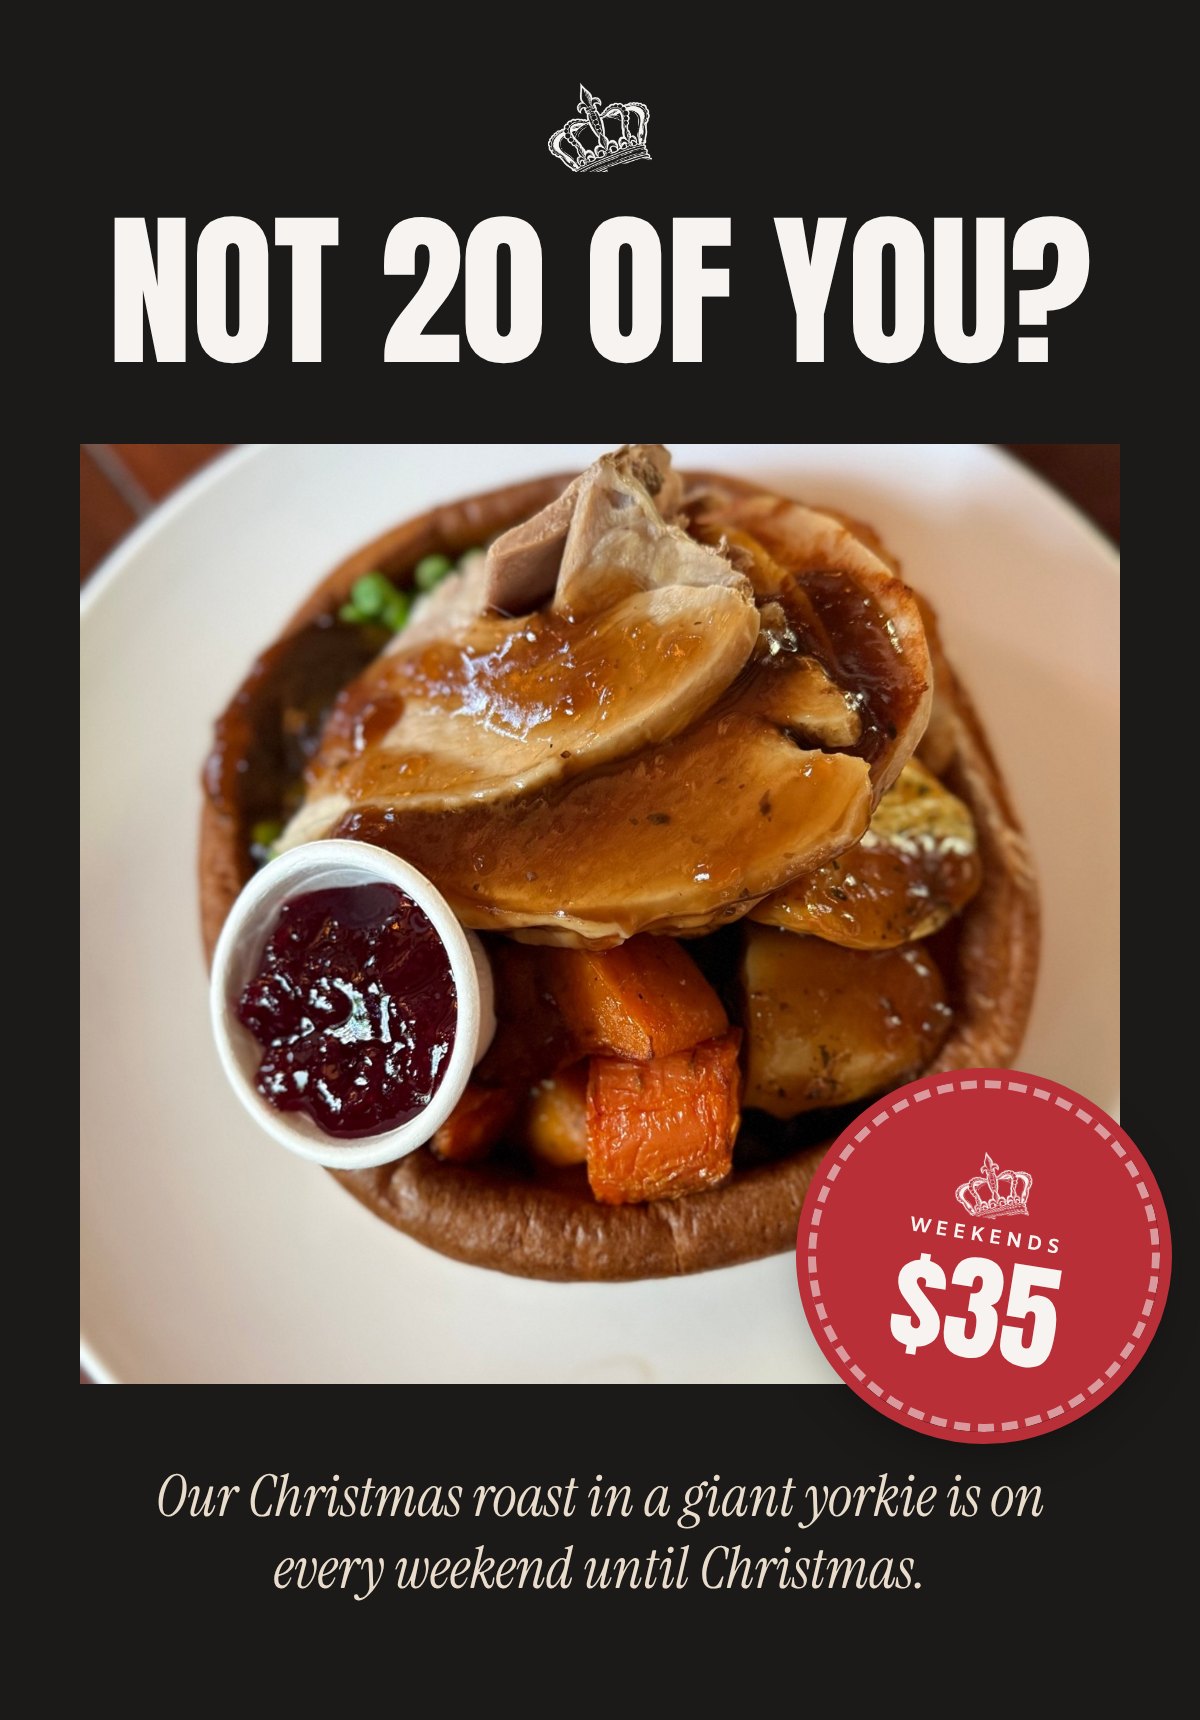 NOT 20 OF YOU?
WEEKENDS
$35
Our Christmas roast in a giant yorkie is on
every weekend until Christmas.